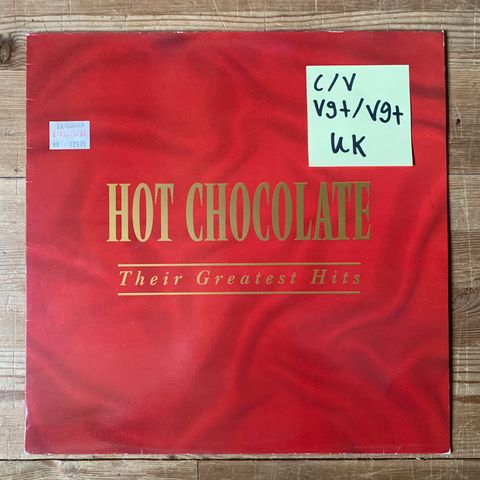 C/V
Vg+/Vg+
UK
HOT CHOCOLATE
Their Greatest Hits